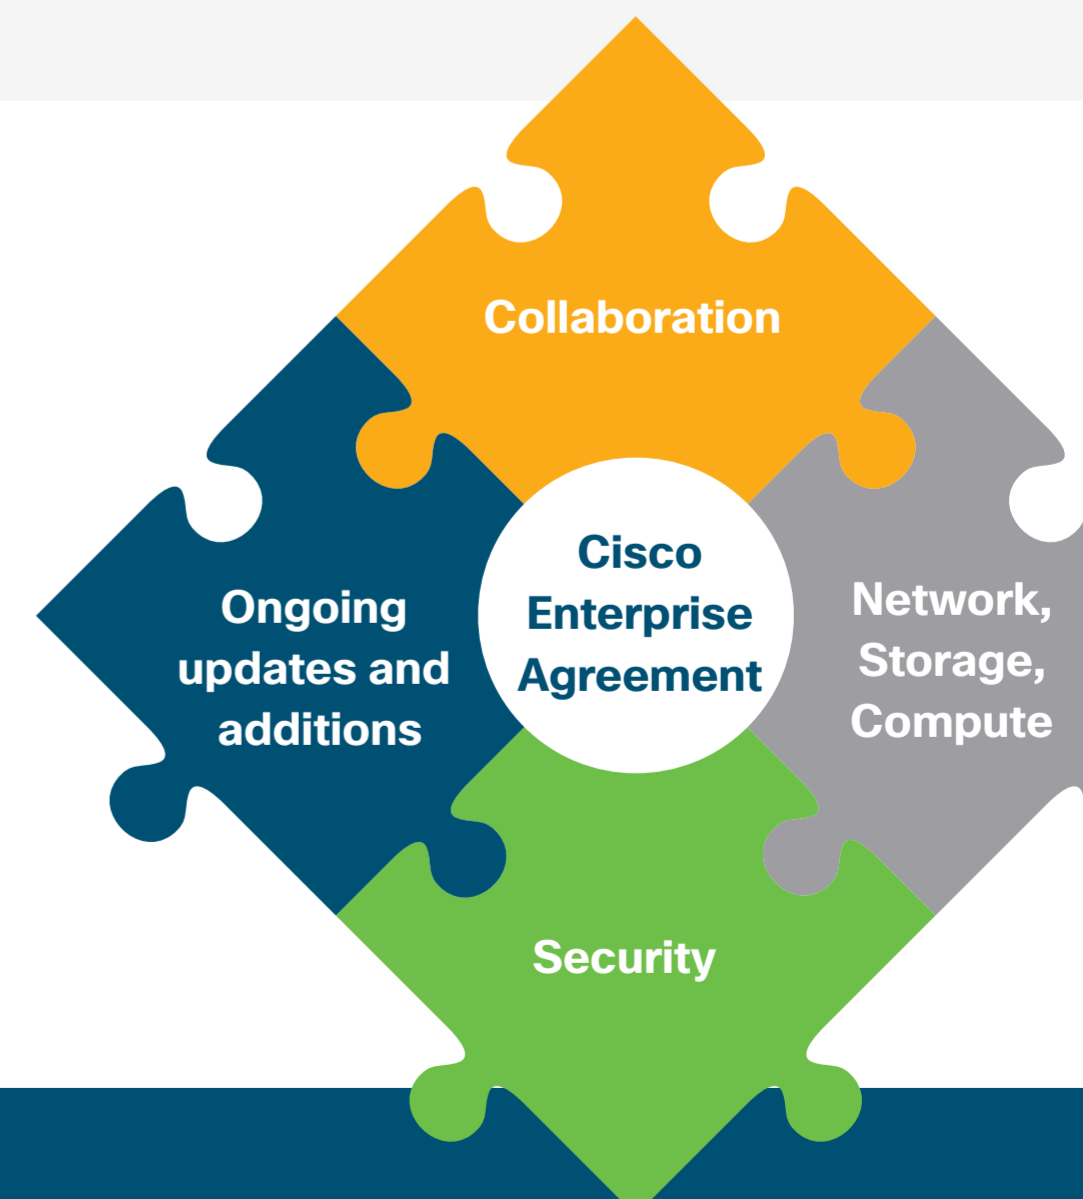 Collaboration
Cisco
Enterprise
Agreement
Ongoing
updates and
additions
Network,
Storage,
Compute
Security